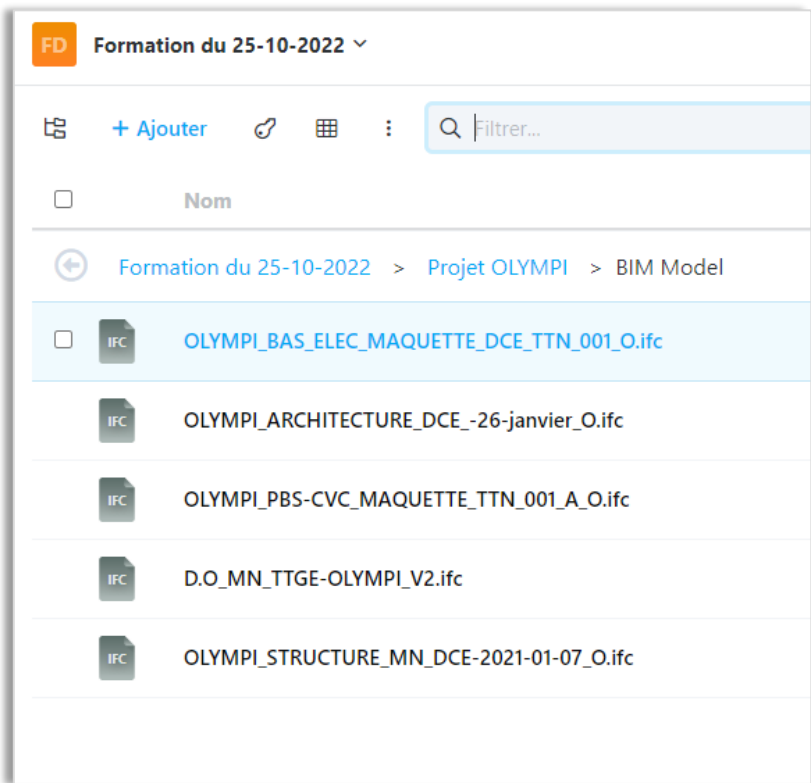 FD Formation du 25-10-2022
+ Ajouter Filtrer...
Nom
Formation du 25-10-2022 > Projet OLYMPI > BIM Model
IFC OLYMPI_BAS_ELEC_MAQUETTE_DCE_TTN_001_O.ifc
IFC OLYMPI_ARCHITECTURE_DCE_-26-janvier_O.ifc
IFC OLYMPI_PBS-CVC_MAQUETTE_TTN_001_A_O.ifc
IFC D.O_MN_TTGE-OLYMPI_V2.ifc
IFC OLYMPI_STRUCTURE_MN_DCE-2021-01-07_O.ifc